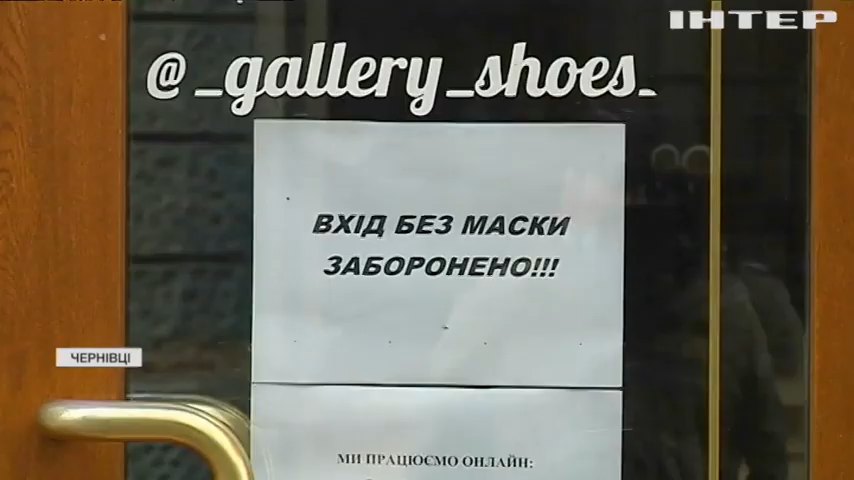 ІНТЕР
@_gallery_shoes_
ВХІД БЕЗ МАСКИ
ЗАБОРОНЕНО!!!
ЧЕРНІВЦІ
МИ ПРАЦЮЄМО ОНЛАЙН: